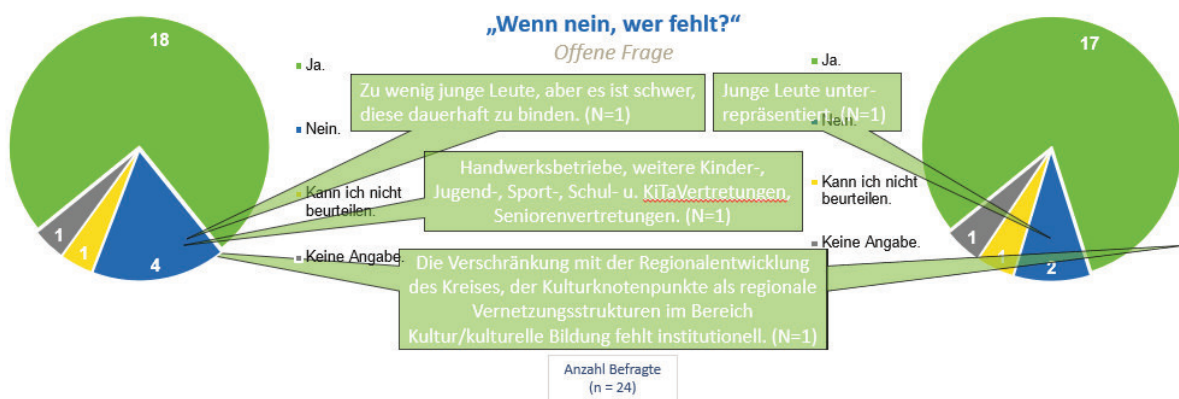 „Wenn nein, wer fehlt?“
Offene Frage
18
1
1
4
Ja.
Nein.
Kann ich nicht
beurteilen.
Keine Angabe.
Zu wenig junge Leute, aber es ist schwer,
diese dauerhaft zu binden. (N=1)
Junge Leute unter-
repräsentiert. (N=1)
Handwerksbetriebe, weitere Kinder-,
Jugend-, Sport-, Schul- u. KiTaVertretungen,
Seniorenvertretungen. (N=1)
Die Verschränkung mit der Regionalentwicklung
des Kreises, der Kulturknotenpunkte als regionale
Vernetzungsstrukturen im Bereich
Kultur/kulturelle Bildung fehlt institutionell. (N=1)
Ja.
Nein.
Kann ich nicht
beurteilen.
Keine Angabe.
17
1
1
2
Anzahl Befragte
(n = 24)